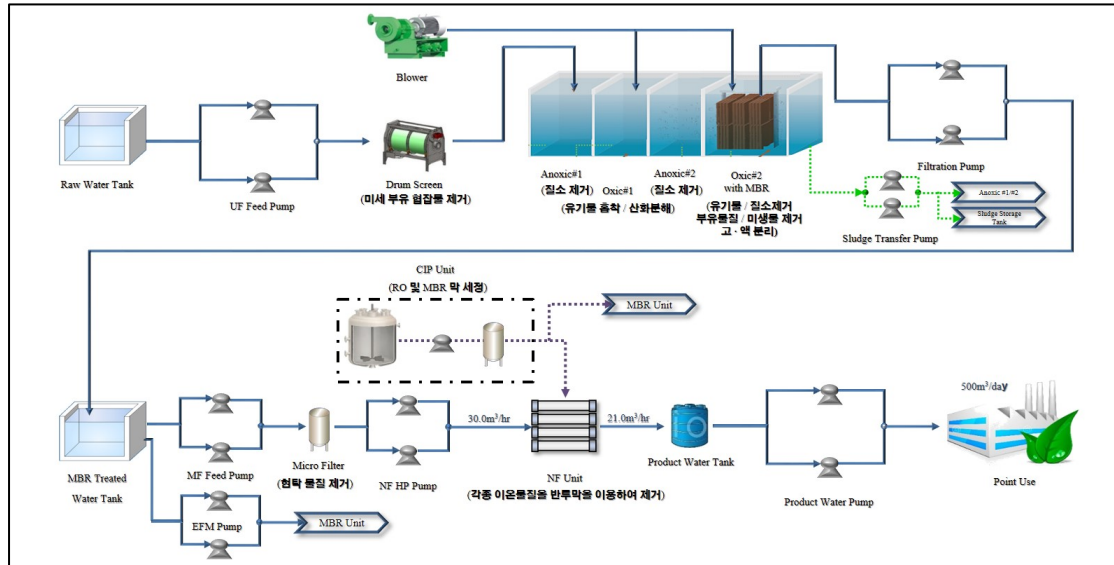 Blower
Raw Water Tank
UF Feed Pump
Drum Screen
(미세 부유 협잡물 제거)
Anoxic#1
(질소 제거)
Oxic#1
Anoxic#2
(질소 제거)
(유기물 흡착 / 산화분해)
Oxic#2
with MBR
(유기물 / 질소제거
부유물질 / 미생물 제거
고 · 액 분리)
Filtration Pump
Anoxic #1/#2
Sludge Storage
Tank
Sludge Transfer Pump
CIP Unit
(RO 및 MBR 막 세정)
MBR Unit
MBR Treated
Water Tank
MF Feed Pump
Micro Filter
(현탁 물질 제거)
NF HP Pump
30.0m³/hr
NF Unit
(각종 이온물질을 반투막을 이용하여 제거)
21.0m³/hr
Product Water Tank
Product Water Pump
500m³/day
Point Use
EFM Pump
MBR Unit